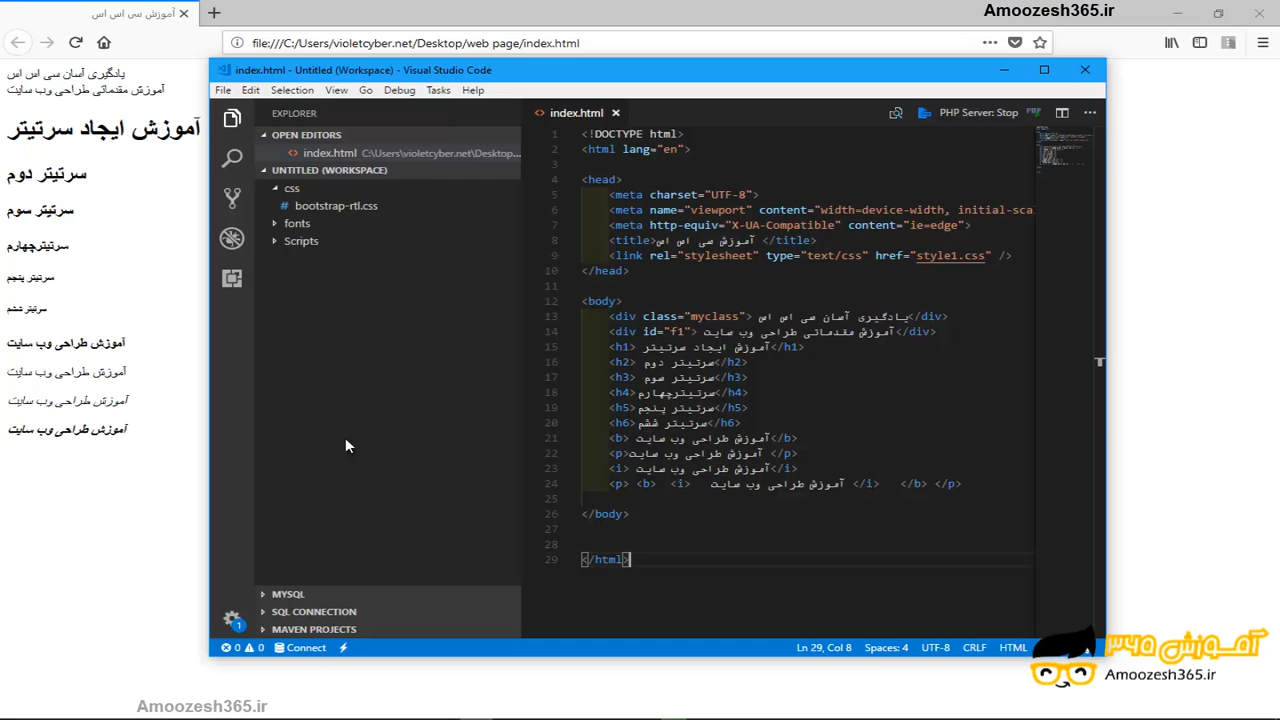 آموزش سی اس اس
Amoozesh365.ir
file:///C:/Users/violetcyber.net/Desktop/web page/index.html
یادگیری آسان سی اس اس
آموزش مقدماتی طراحی وب سایت
آموزش ایجاد سرتیتر
سرتیتر دوم
سرتیتر سوم
سرتیترچهارم
سرتیتر پنجم
سرتیتر ششم
آموزش طراحی وب سایت
آموزش طراحی وب سایت
آموزش طراحی وب سایت
آموزش طراحی وب سایت
index.html - Untitled (Workspace) - Visual Studio Code
File Edit Selection View Go Debug Tasks Help
EXPLORER
OPEN EDITORS
index.html C:\Users\violetcyber.net\Desktop...
UNTITLED (WORKSPACE)
css
# bootstrap-rtl.css
fonts
Scripts
MYSQL
SQL CONNECTION
MAVEN PROJECTS
index.html
PHP Server: Stop
PHP
1 <!DOCTYPE html>
2 <html lang="en">
3
4 <head>
5 <meta charset="UTF-8">
6 <meta name="viewport" content="width=device-width, initial-sca
7 <meta http-equiv="X-UA-Compatible" content="ie=edge">
8 <title>آموزش سی اس اس </title>
9 <link rel="stylesheet" type="text/css" href="style1.css" />
10 </head>
11
12 <body>
13 <div class="myclass"> یادگیری آسان سی اس اس</div>
14 <div id="f1"> آموزش مقدماتی طراحی وب سایت</div>
15 <h1> آموزش ایجاد سرتیتر</h1>
16 <h2> سرتیتر دوم</h2>
17 <h3> سرتیتر سوم</h3>
18 <h4>سرتیترچهارم</h4>
19 <h5>سرتیتر پنجم</h5>
20 <h6>سرتیتر ششم</h6>
21 <b> آموزش طراحی وب سایت</b>
22 <p>آموزش طراحی وب سایت </p>
23 <i> آموزش طراحی وب سایت</i>
24 <p> <b> <i> آموزش طراحی وب سایت </i> </b> </p>
25
26 </body>
27
28
29 </html>
1
0 0 Connect
Ln 29, Col 8 Spaces: 4 UTF-8 CRLF HTML
آموزش ۳۶۵
Amoozesh365.ir
Amoozesh365.ir